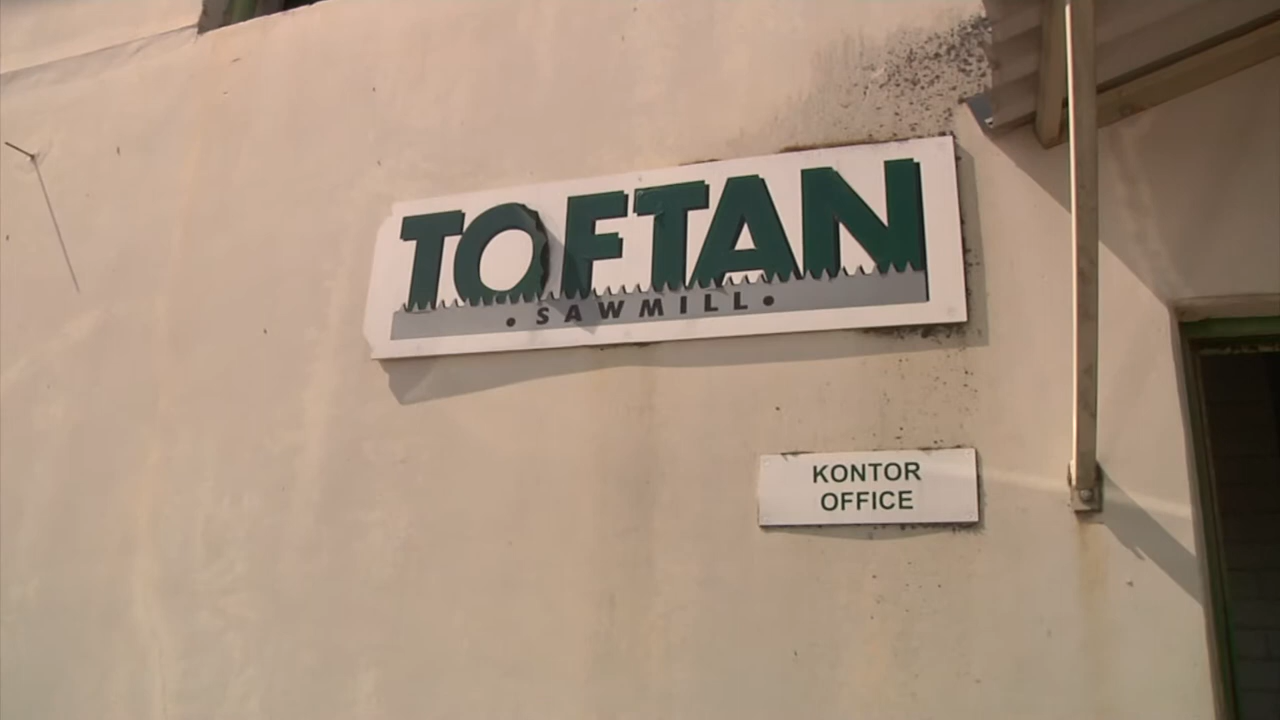 TOFTAN
• SAWMILL •
KONTOR
OFFICE